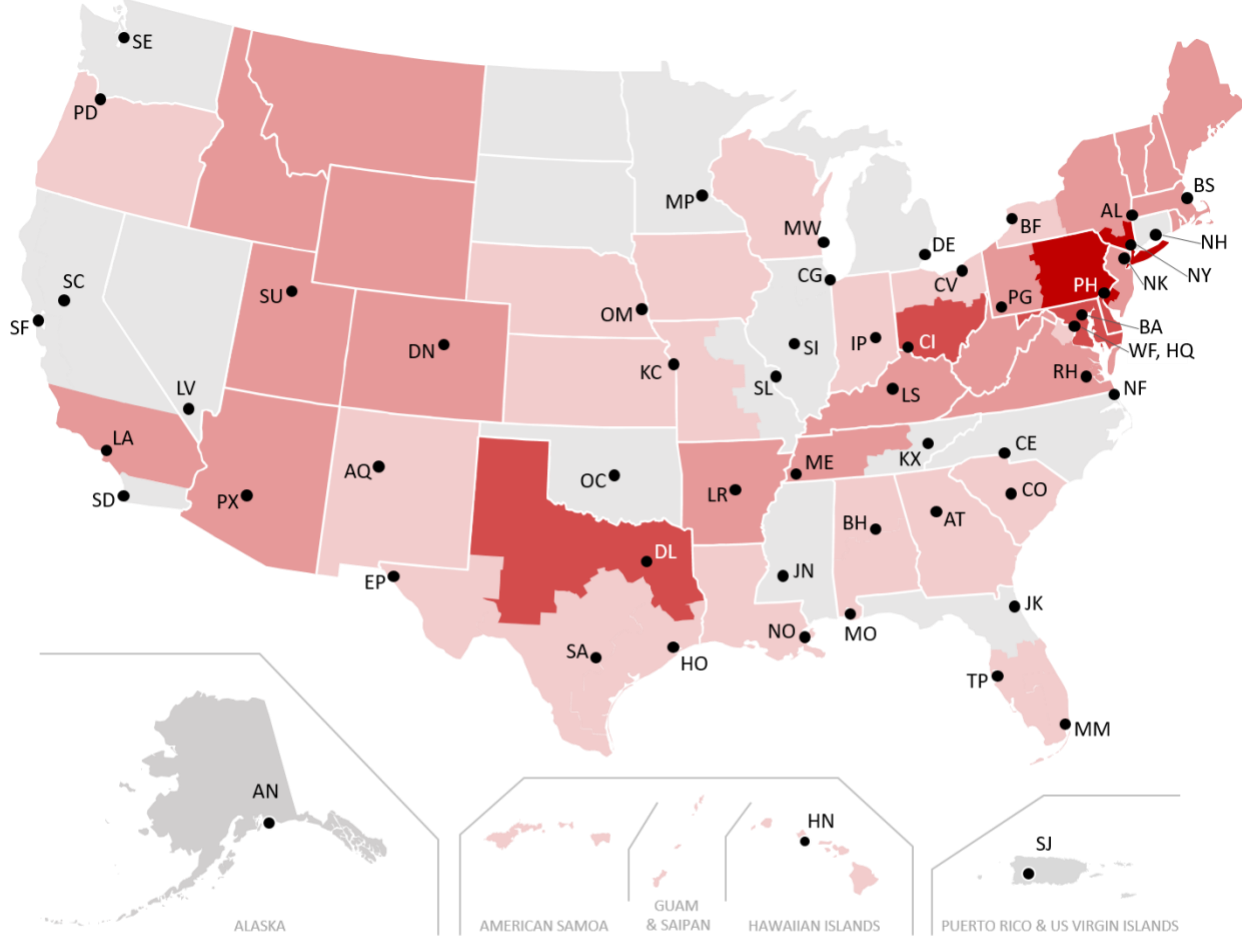 SE
PD
BS
MP
AL
BF
MW
NH
DE
SC
CG
CV
NY
SU
NK
PH
OM
PG
SF
BA
DN
SI
IP
CI
WF, HQ
KC
RH
LV
SL
LS
NF
LA
KX
CE
AQ
ME
OC
LR
CO
SD
PX
BH
AT
DL
JN
EP
JK
NO
MO
SA
HO
TP
MM
AN
HN
SJ
GUAM
& SAIPAN
ALASKA
AMERICAN SAMOA
HAWAIIAN ISLANDS
PUERTO RICO & US VIRGIN ISLANDS